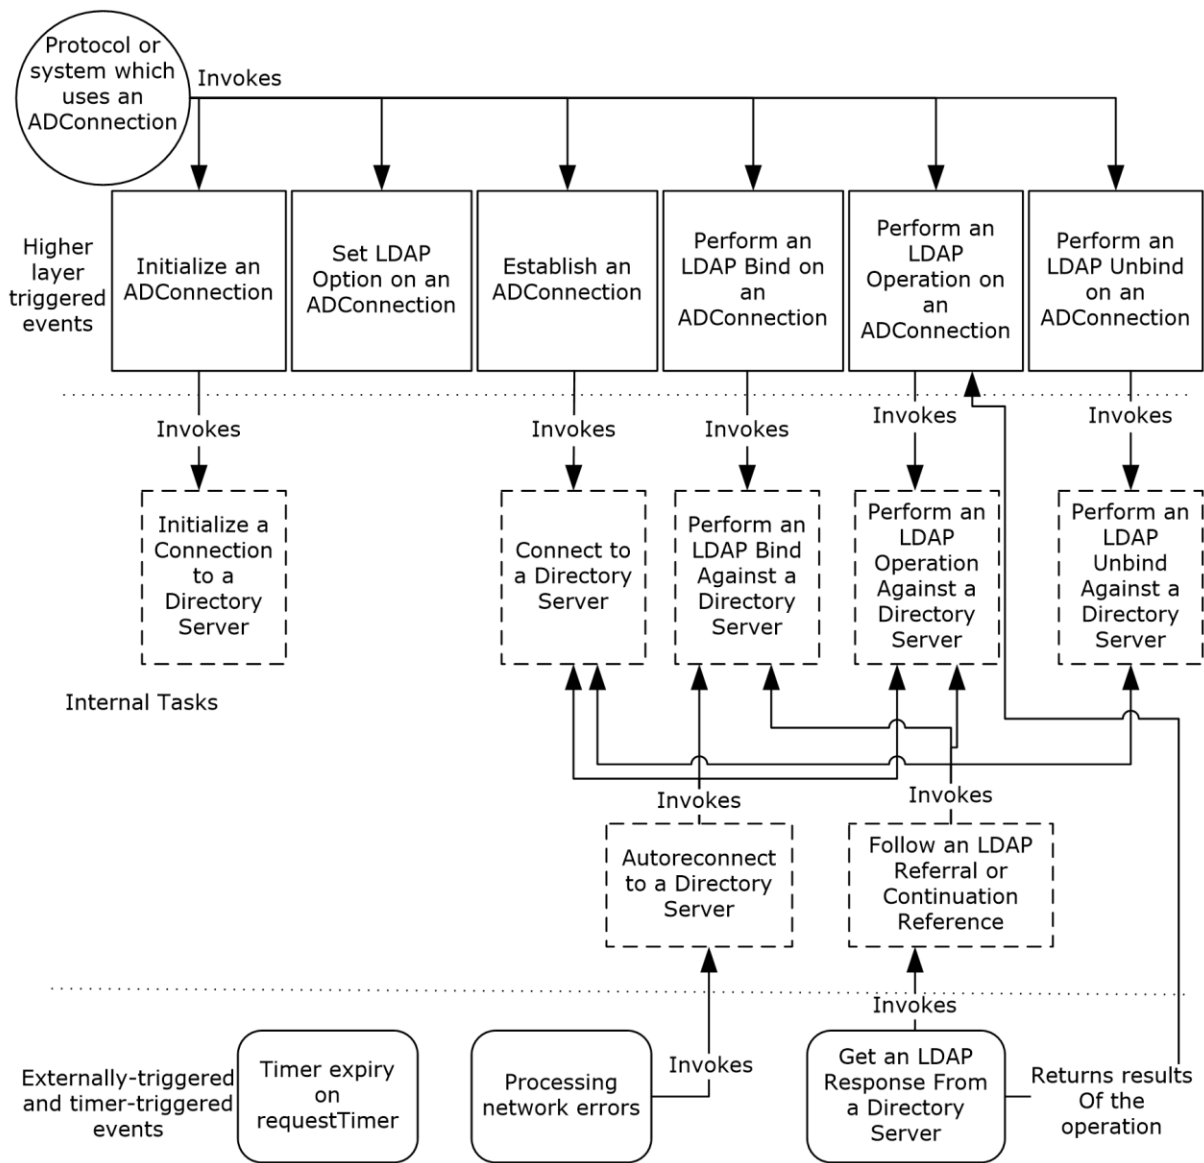 Protocol or
system which
uses an
ADConnection
Invokes
Higher
layer
triggered
events
Initialize an
ADConnection
Set LDAP
Option on an
ADConnection
Establish an
ADConnection
Perform an
LDAP Bind on
an
ADConnection
Perform an
LDAP
Operation on
an
ADConnection
Perform an
LDAP Unbind
on an
ADConnection
Invokes
Invokes
Invokes
Invokes
Invokes
Initialize a
Connection
to a
Directory
Server
Connect to
a Directory
Server
Perform an
LDAP Bind
Against a
Directory
Server
Perform an
LDAP
Operation
Against a
Directory
Server
Perform an
LDAP
Unbind
Against a
Directory
Server
Internal Tasks
Invokes
Invokes
Autoreconnect
to a Directory
Server
Follow an LDAP
Referral or
Continuation
Reference
Invokes
Invokes
Externally-triggered
and timer-triggered
events
Timer expiry
on
requestTimer
Processing
network errors
Get an LDAP
Response From
a Directory
Server
Returns results
Of the
operation